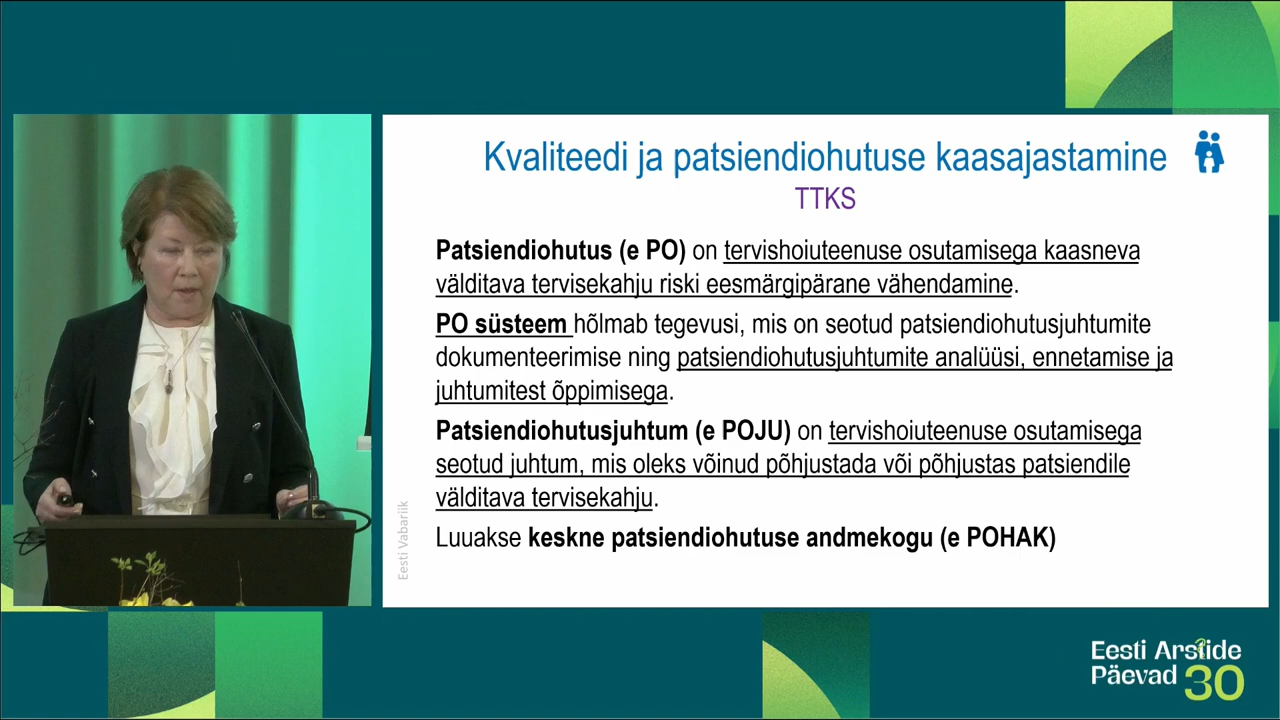 Kvaliteedi ja patsiendiohutuse kaasajastamine
TTKS
Patsiendiohutus (e PO) on tervishoiuteenuse osutamisega kaasneva
välditava tervisekahju riski eesmärgipärane vähendamine.
PO süsteem hõlmab tegevusi, mis on seotud patsiendiohutusjuhtumite
dokumenteerimise ning patsiendiohutusjuhtumite analüüsi, ennetamise ja
juhtumitest õppimisega.
Patsiendiohutusjuhtum (e POJU) on tervishoiuteenuse osutamisega
seotud juhtum, mis oleks võinud põhjustada või põhjustas patsiendile
välditava tervisekahju.
Luuakse keskne patsiendiohutuse andmekogu (e POHAK)
Eesti Vabariik
Eesti Arstide
Päevad 30